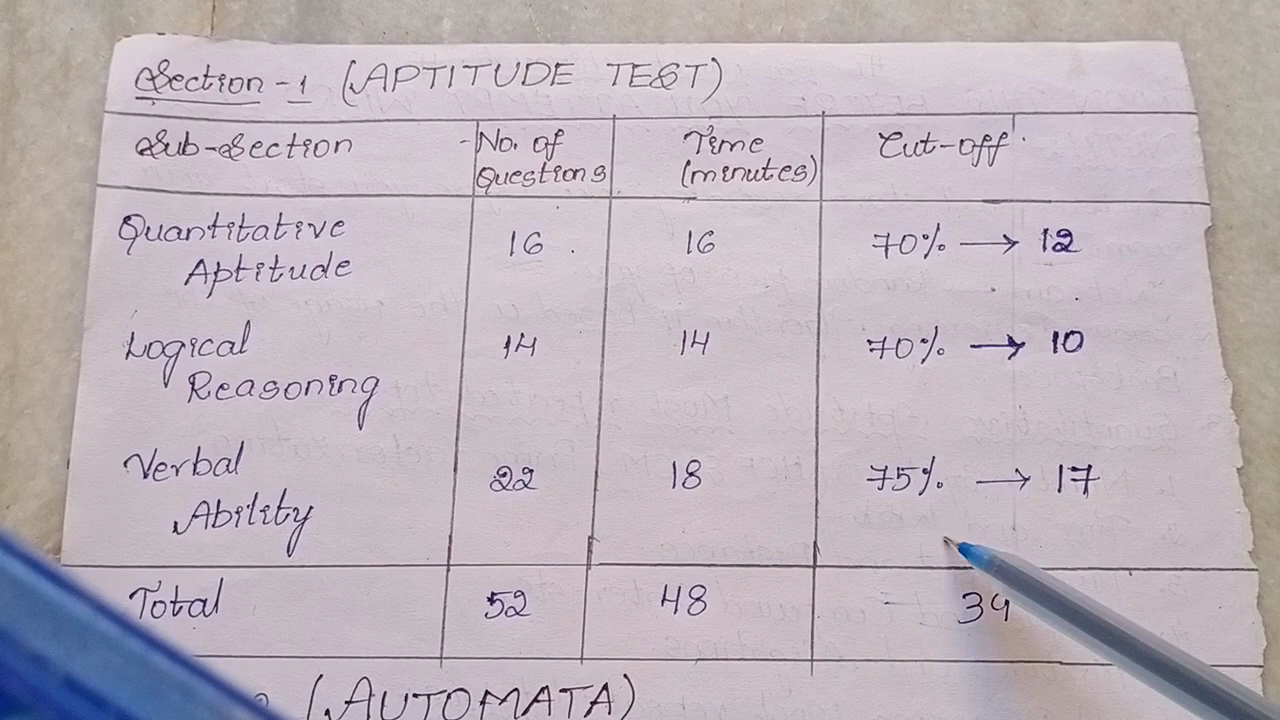 Section - 1 (APTITUDE TEST)
Sub-Section No. of Questions Time (minutes) Cut-off
Quantitative Aptitude 16 16 70% → 12
Logical Reasoning 14 14 70% → 10
Verbal Ability 22 18 75% → 17
Total 52 48 39
(AUTOMATA)